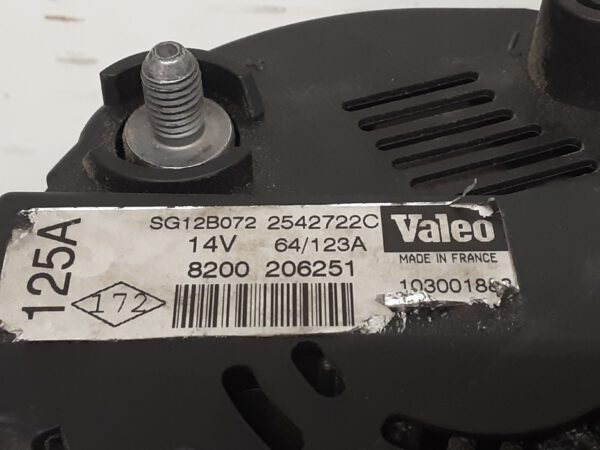 125A
SG12B072 2542722C
14V 64/123A
8200 206251
172
Valeo
MADE IN FRANCE